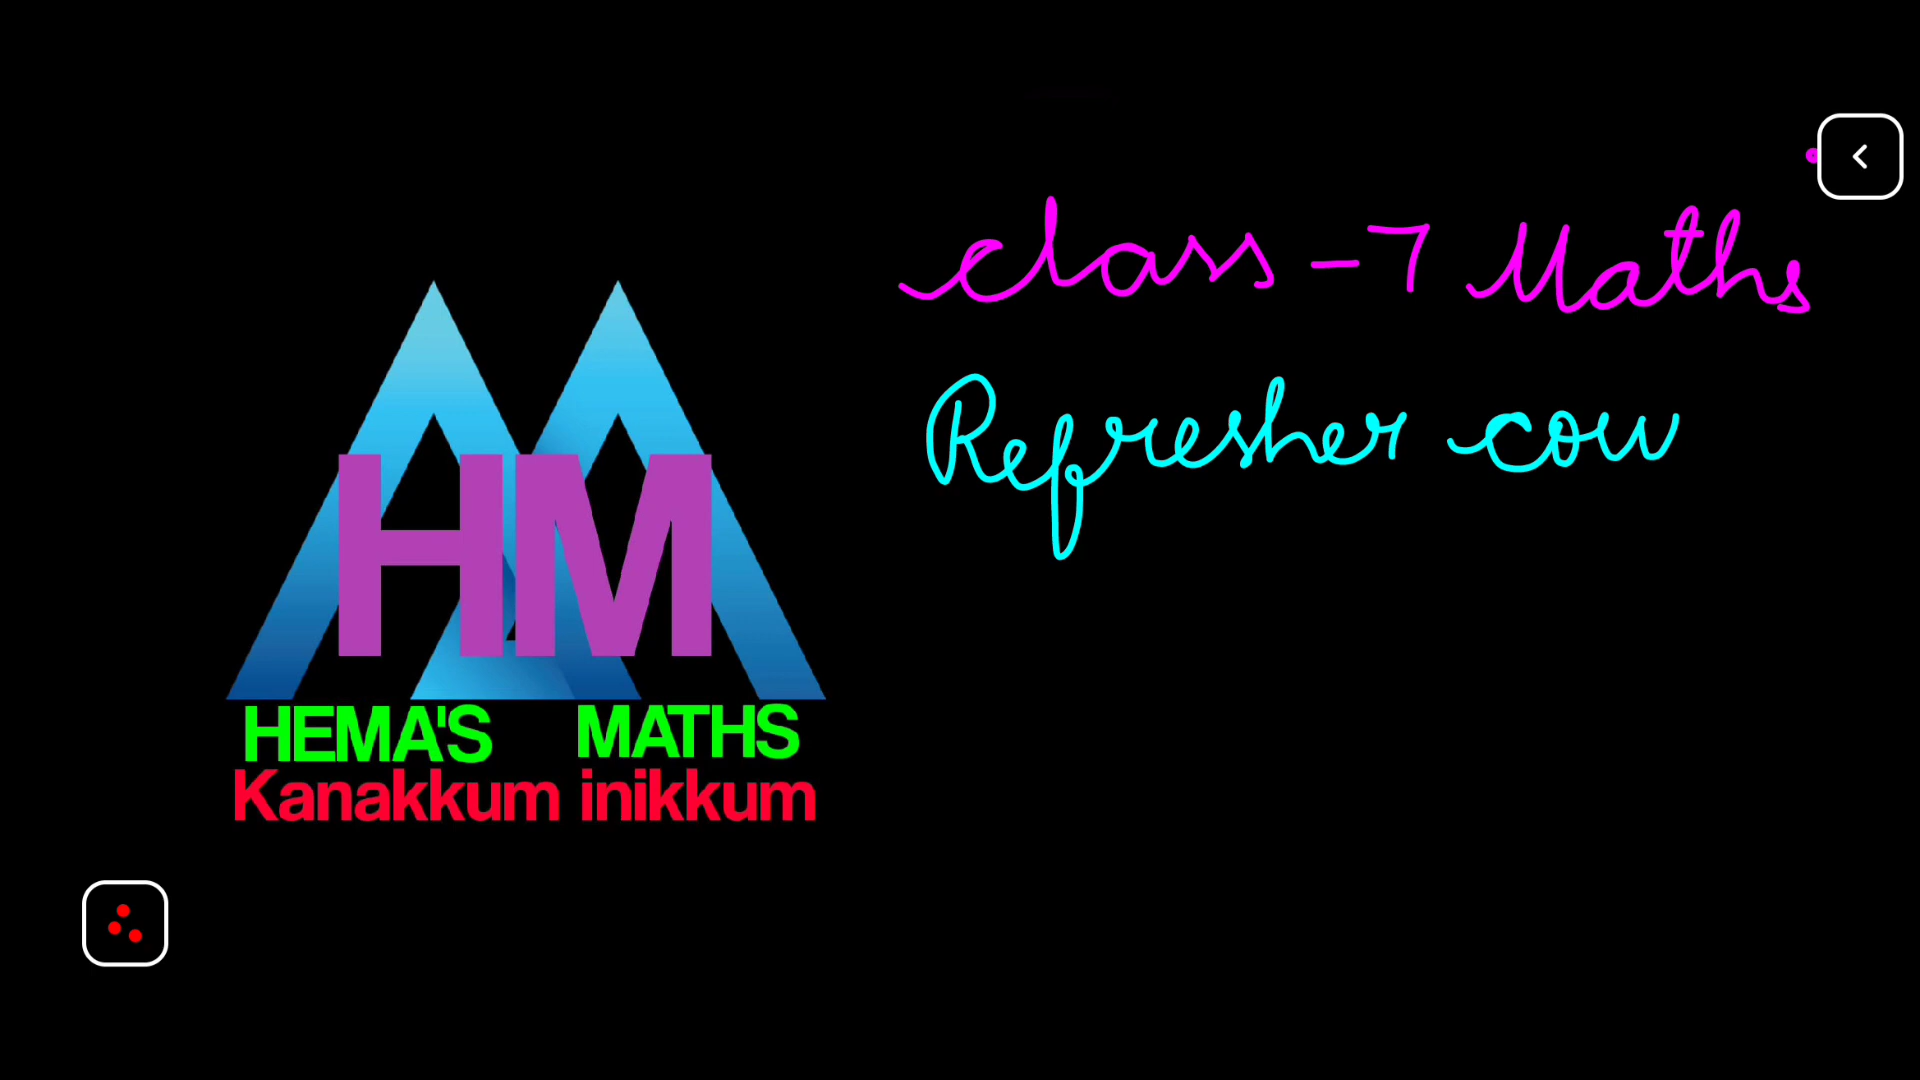 class - 7 Maths
Refresher cou
HM
HEMA'S MATHS
Kanakkum inikkum